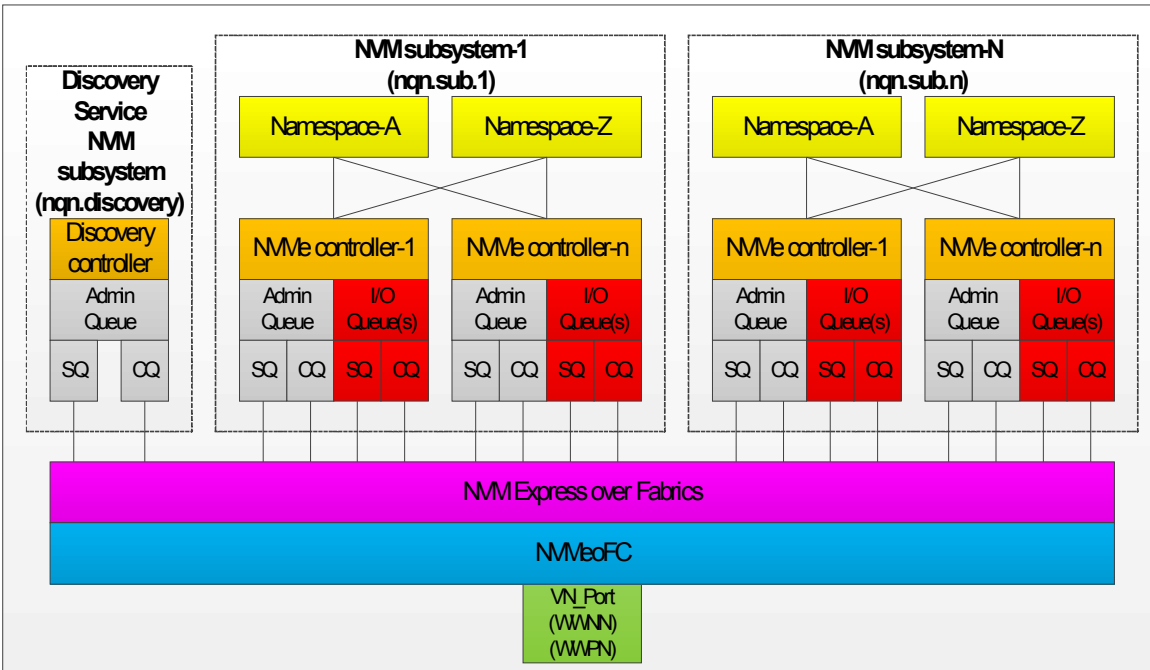 Discovery
Service
NVM
subsystem
(nqn.discovery)
Discovery
controller
Admin
Queue
SQ
CQ
NVM subsystem-1
(nqn.sub.1)
Namespace-A
Namespace-Z
NVMe controller-1
NVMe controller-n
Admin
Queue
I/O
Queue(s)
Admin
Queue
I/O
Queue(s)
SQ
CQ
SQ
CQ
SQ
CQ
SQ
CQ
NVM subsystem-N
(nqn.sub.n)
Namespace-A
Namespace-Z
NVMe controller-1
NVMe controller-n
Admin
Queue
I/O
Queue(s)
Admin
Queue
I/O
Queue(s)
SQ
CQ
SQ
CQ
SQ
CQ
SQ
CQ
NVM Express over Fabrics
NVMeoFC
VN_Port
(WWNN)
(WWPN)